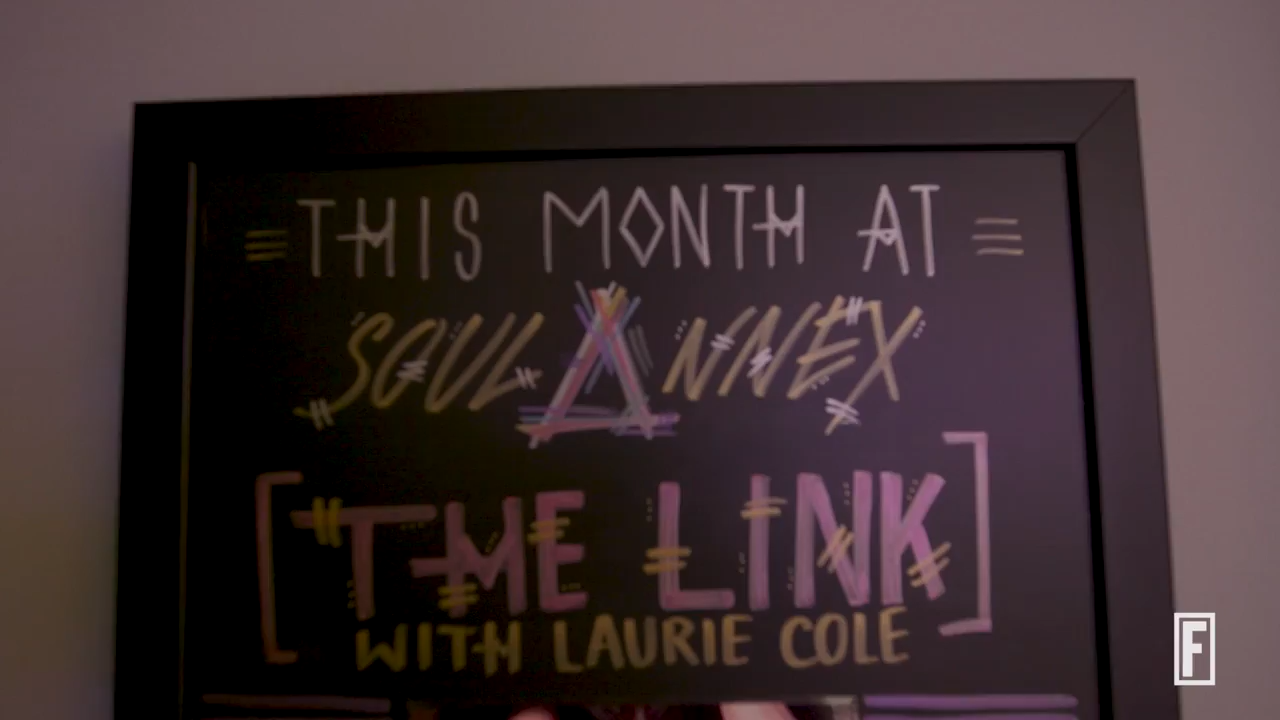 THIS MONTH AT
SOUL ANNEX
[THE LINK]
WITH LAURIE COLE
F